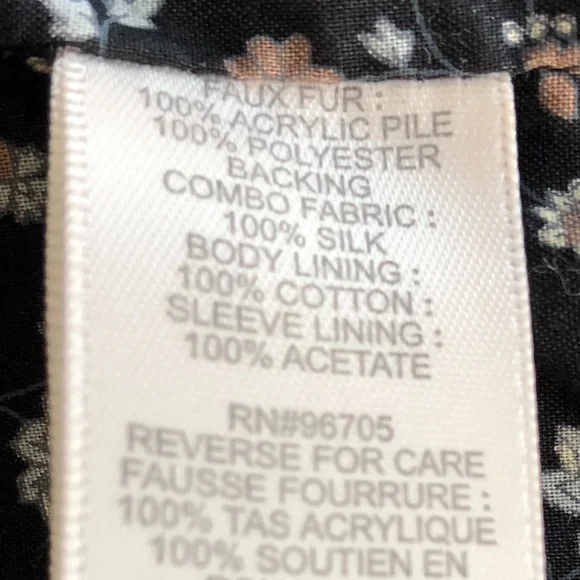 FAUX FUR :
100% ACRYLIC PILE
100% POLYESTER
BACKING
COMBO FABRIC :
100% SILK
BODY LINING :
100% COTTON :
SLEEVE LINING :
100% ACETATE
RN#96705
REVERSE FOR CARE
FAUSSE FOURRURE :
100% TAS ACRYLIQUE
100% SOUTIEN EN